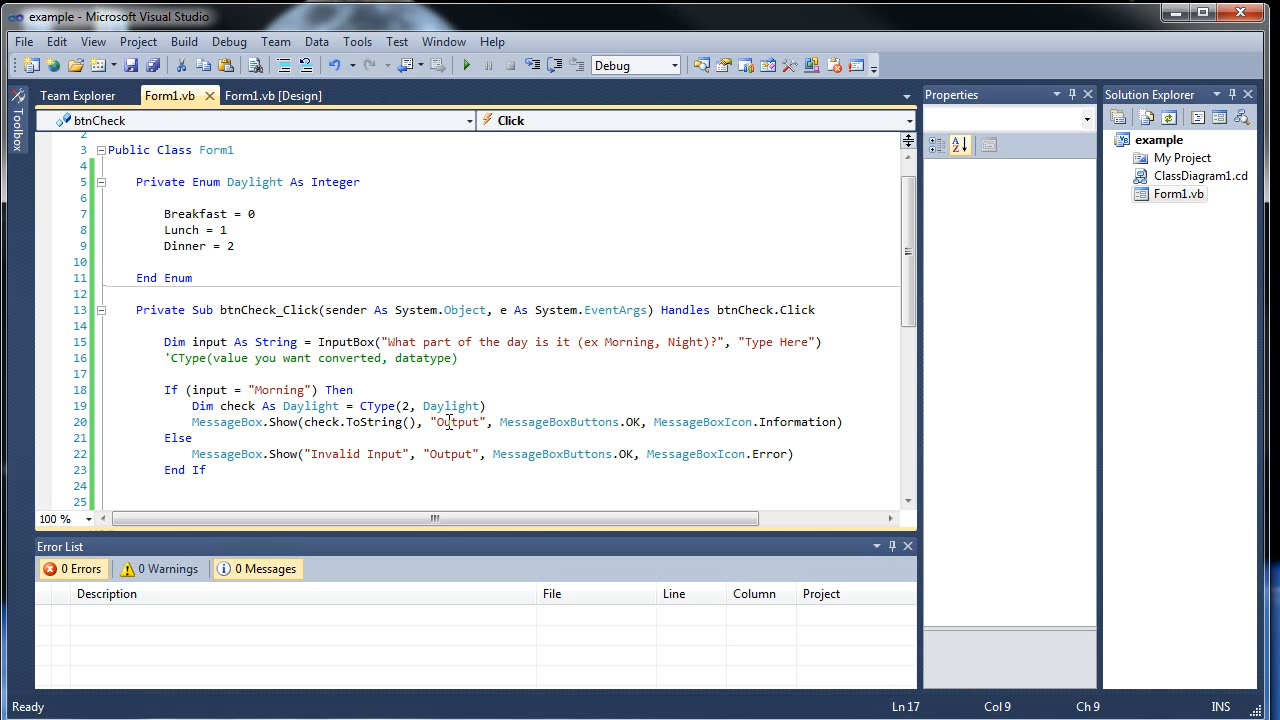 example - Microsoft Visual Studio
File Edit View Project Build Debug Team Data Tools Test Window Help
Debug
Team Explorer Form1.vb Form1.vb [Design]
btnCheck Click
2
3 Public Class Form1
4
5 Private Enum Daylight As Integer
6
7 Breakfast = 0
8 Lunch = 1
9 Dinner = 2
10
11 End Enum
12
13 Private Sub btnCheck_Click(sender As System.Object, e As System.EventArgs) Handles btnCheck.Click
14
15 Dim input As String = InputBox("What part of the day is it (ex Morning, Night)?", "Type Here")
16 'CType(value you want converted, datatype)
17
18 If (input = "Morning") Then
19 Dim check As Daylight = CType(2, Daylight)
20 MessageBox.Show(check.ToString(), "Output", MessageBoxButtons.OK, MessageBoxIcon.Information)
21 Else
22 MessageBox.Show("Invalid Input", "Output", MessageBoxButtons.OK, MessageBoxIcon.Error)
23 End If
24
25
100 %
Toolbox
Properties
Solution Explorer
example
My Project
ClassDiagram1.cd
Form1.vb
Error List
0 Errors 0 Warnings 0 Messages
Description File Line Column Project
Ready Ln 17 Col 9 Ch 9 INS